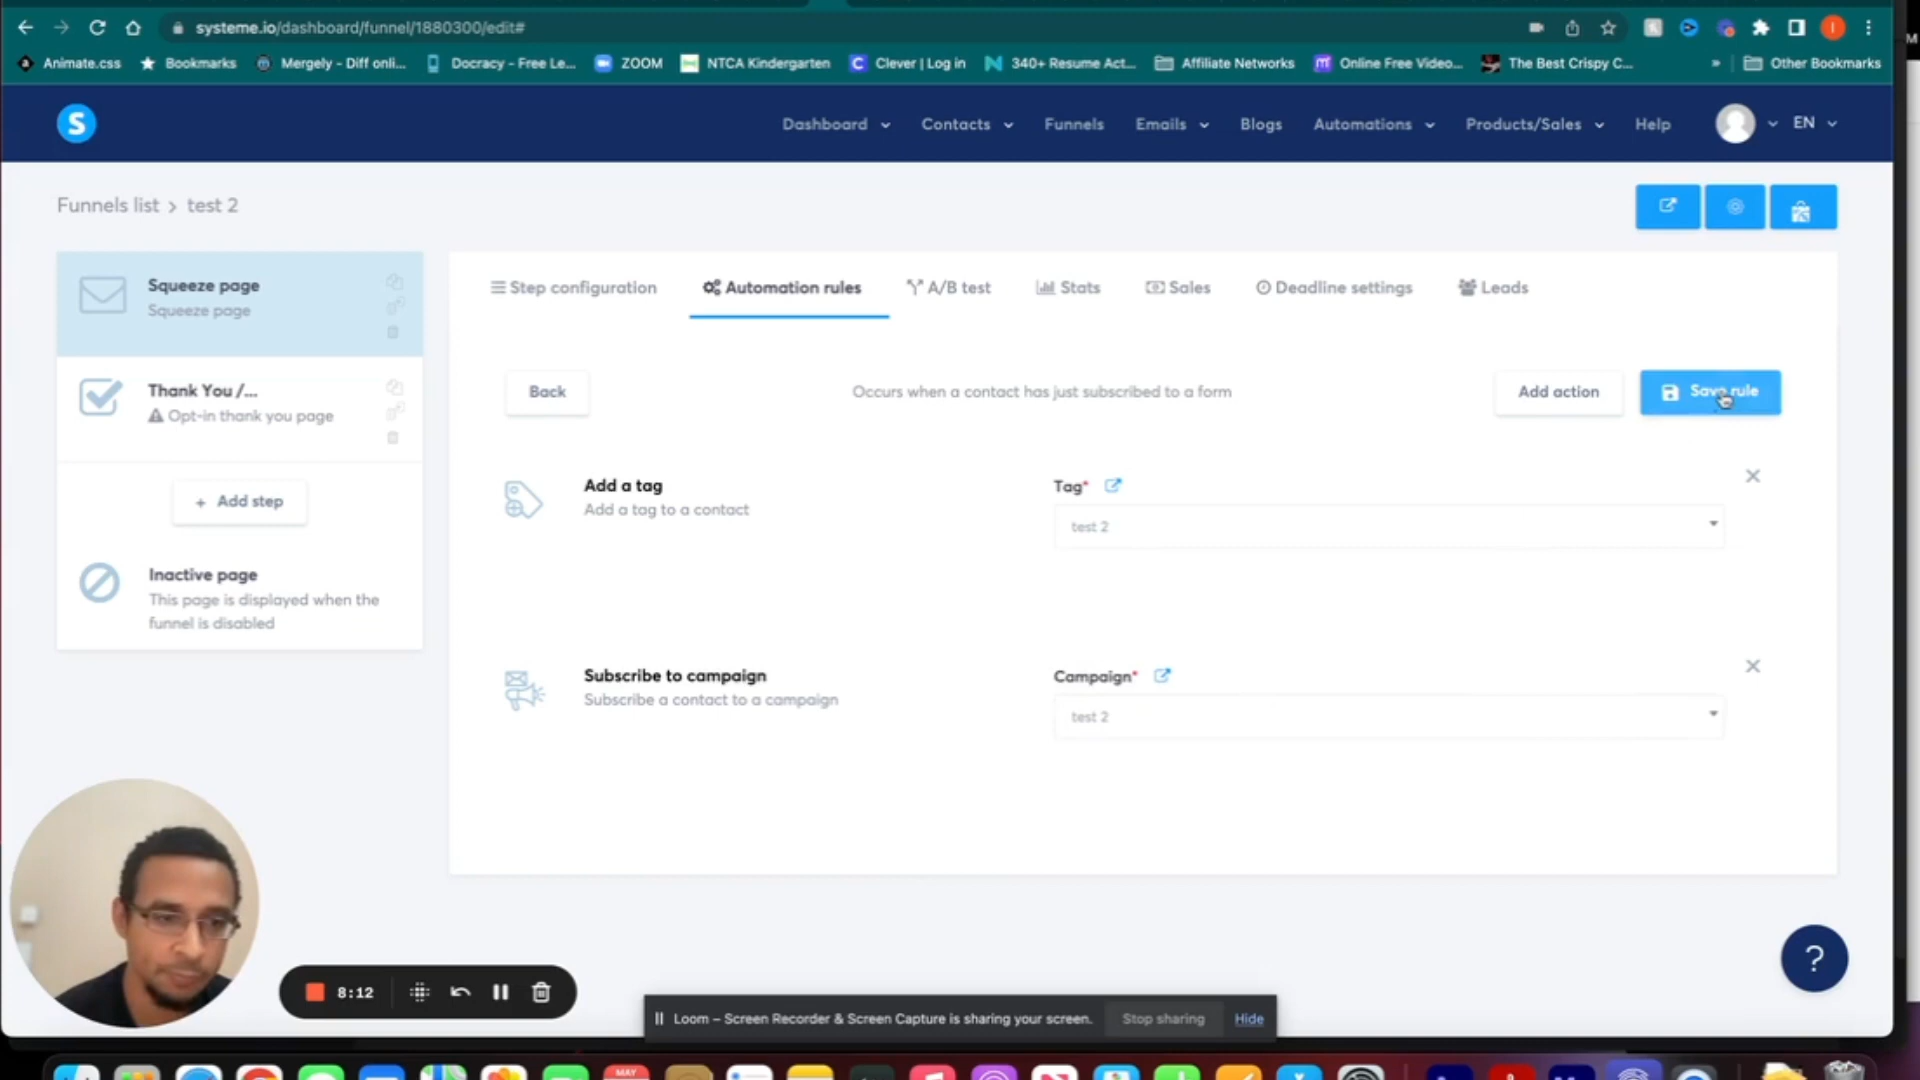 systeme.io/dashboard/funnel/1880300/edit#
I
M
a Animate.css Bookmarks Mergely - Diff onli... Docracy - Free Le... ZOOM NTCA Kindergarten C Clever | Log in 340+ Resume Act... Affiliate Networks Online Free Video... The Best Crispy C... » Other Bookmarks
S Dashboard Contacts Funnels Emails Blogs Automations Products/Sales Help EN
Funnels list > test 2
Squeeze page
Squeeze page
Thank You /...
Opt-in thank you page
+ Add step
Inactive page
This page is displayed when the
funnel is disabled
Step configuration Automation rules A/B test Stats Sales Deadline settings Leads
Back Occurs when a contact has just subscribed to a form Add action Save rule
Add a tag
Add a tag to a contact
Tag*
test 2
Subscribe to campaign
Subscribe a contact to a campaign
Campaign*
test 2
?
8:12
Loom – Screen Recorder & Screen Capture is sharing your screen. Stop sharing Hide
MAY